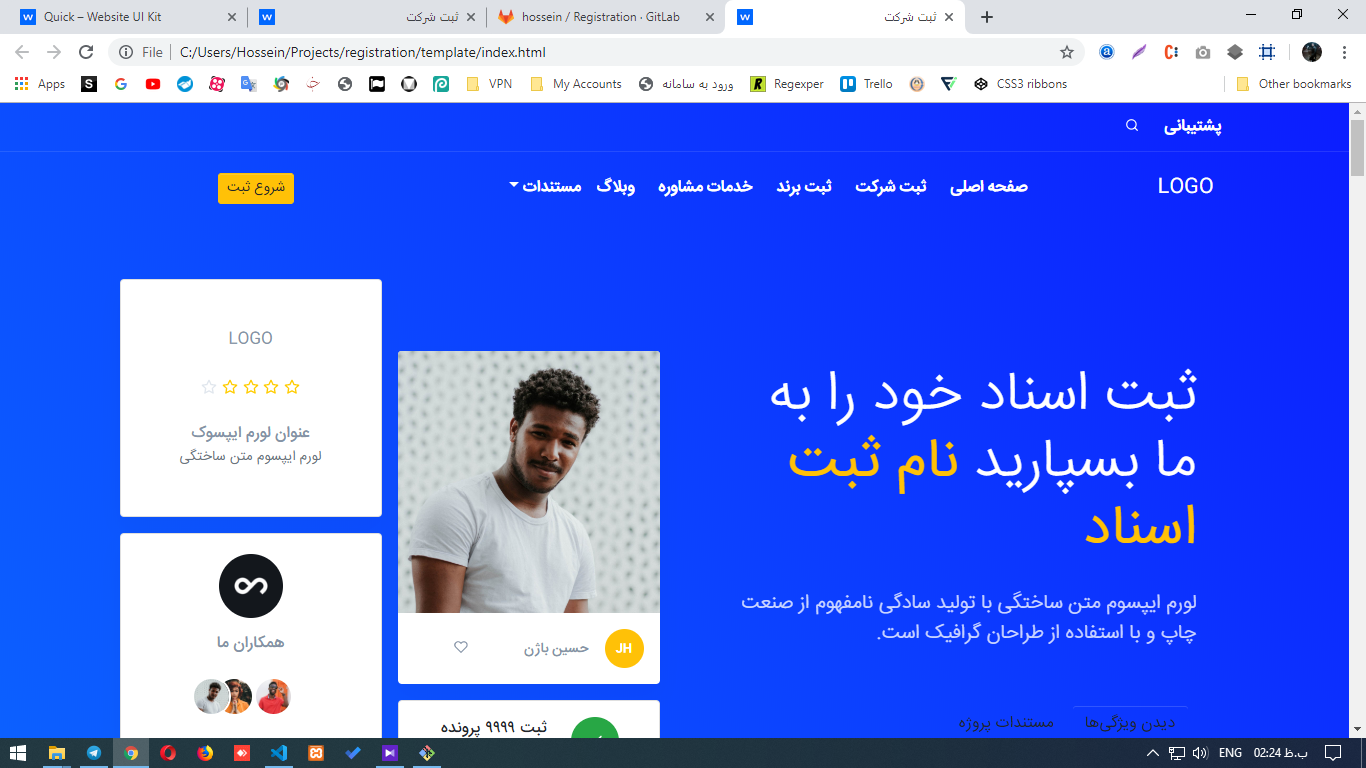 Quick – Website UI Kit
ثبت شرکت
hossein / Registration · GitLab
ثبت شرکت
File
C:/Users/Hossein/Projects/registration/template/index.html
Apps
VPN
My Accounts
ورود به سامانه
Regexper
Trello
CSS3 ribbons
Other bookmarks
پشتیبانی
LOGO
صفحه اصلی
ثبت شرکت
ثبت برند
خدمات مشاوره
وبلاگ
مستندات
شروع ثبت
ثبت اسناد خود را به
ما بسپارید نام ثبت
اسناد
لورم ایپسوم متن ساختگی با تولید سادگی نامفهوم از صنعت
چاپ و با استفاده از طراحان گرافیک است.
دیدن ویژگی‌ها
مستندات پروژه
JH
حسین باژن
ثبت ۹۹۹۹ پرونده
LOGO
عنوان لورم ایپسوک
لورم ایپسوم متن ساختگی
همکاران ما
ENG
02:24 ب.ظ